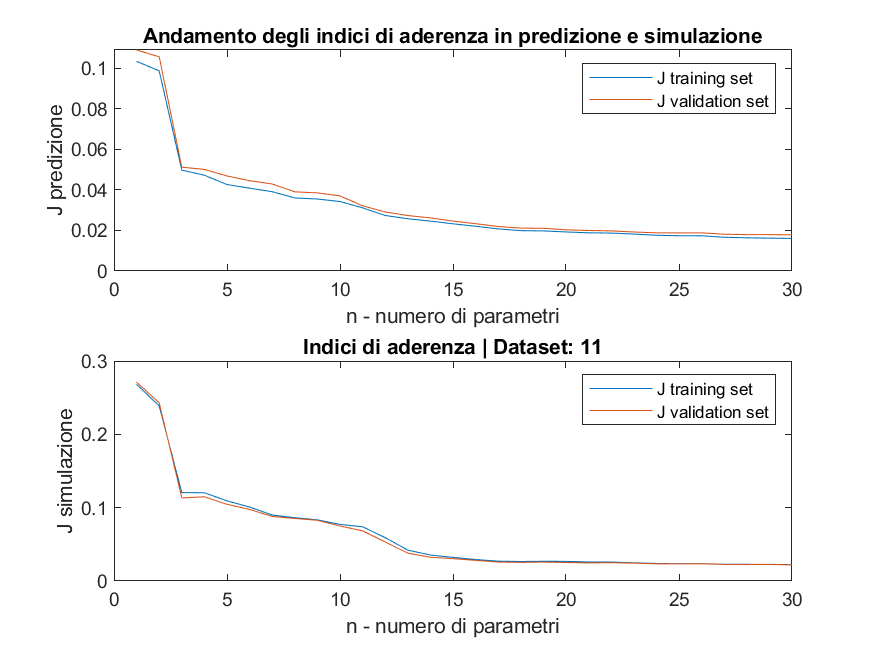 Andamento degli indici di aderenza in predizione e simulazione
J predizione
0.1
0.08
0.06
0.04
0.02
0
J training set
J validation set
0 5 10 15 20 25 30
n - numero di parametri
Indici di aderenza | Dataset: 11
J simulazione
0.3
0.2
0.1
0
J training set
J validation set
0 5 10 15 20 25 30
n - numero di parametri